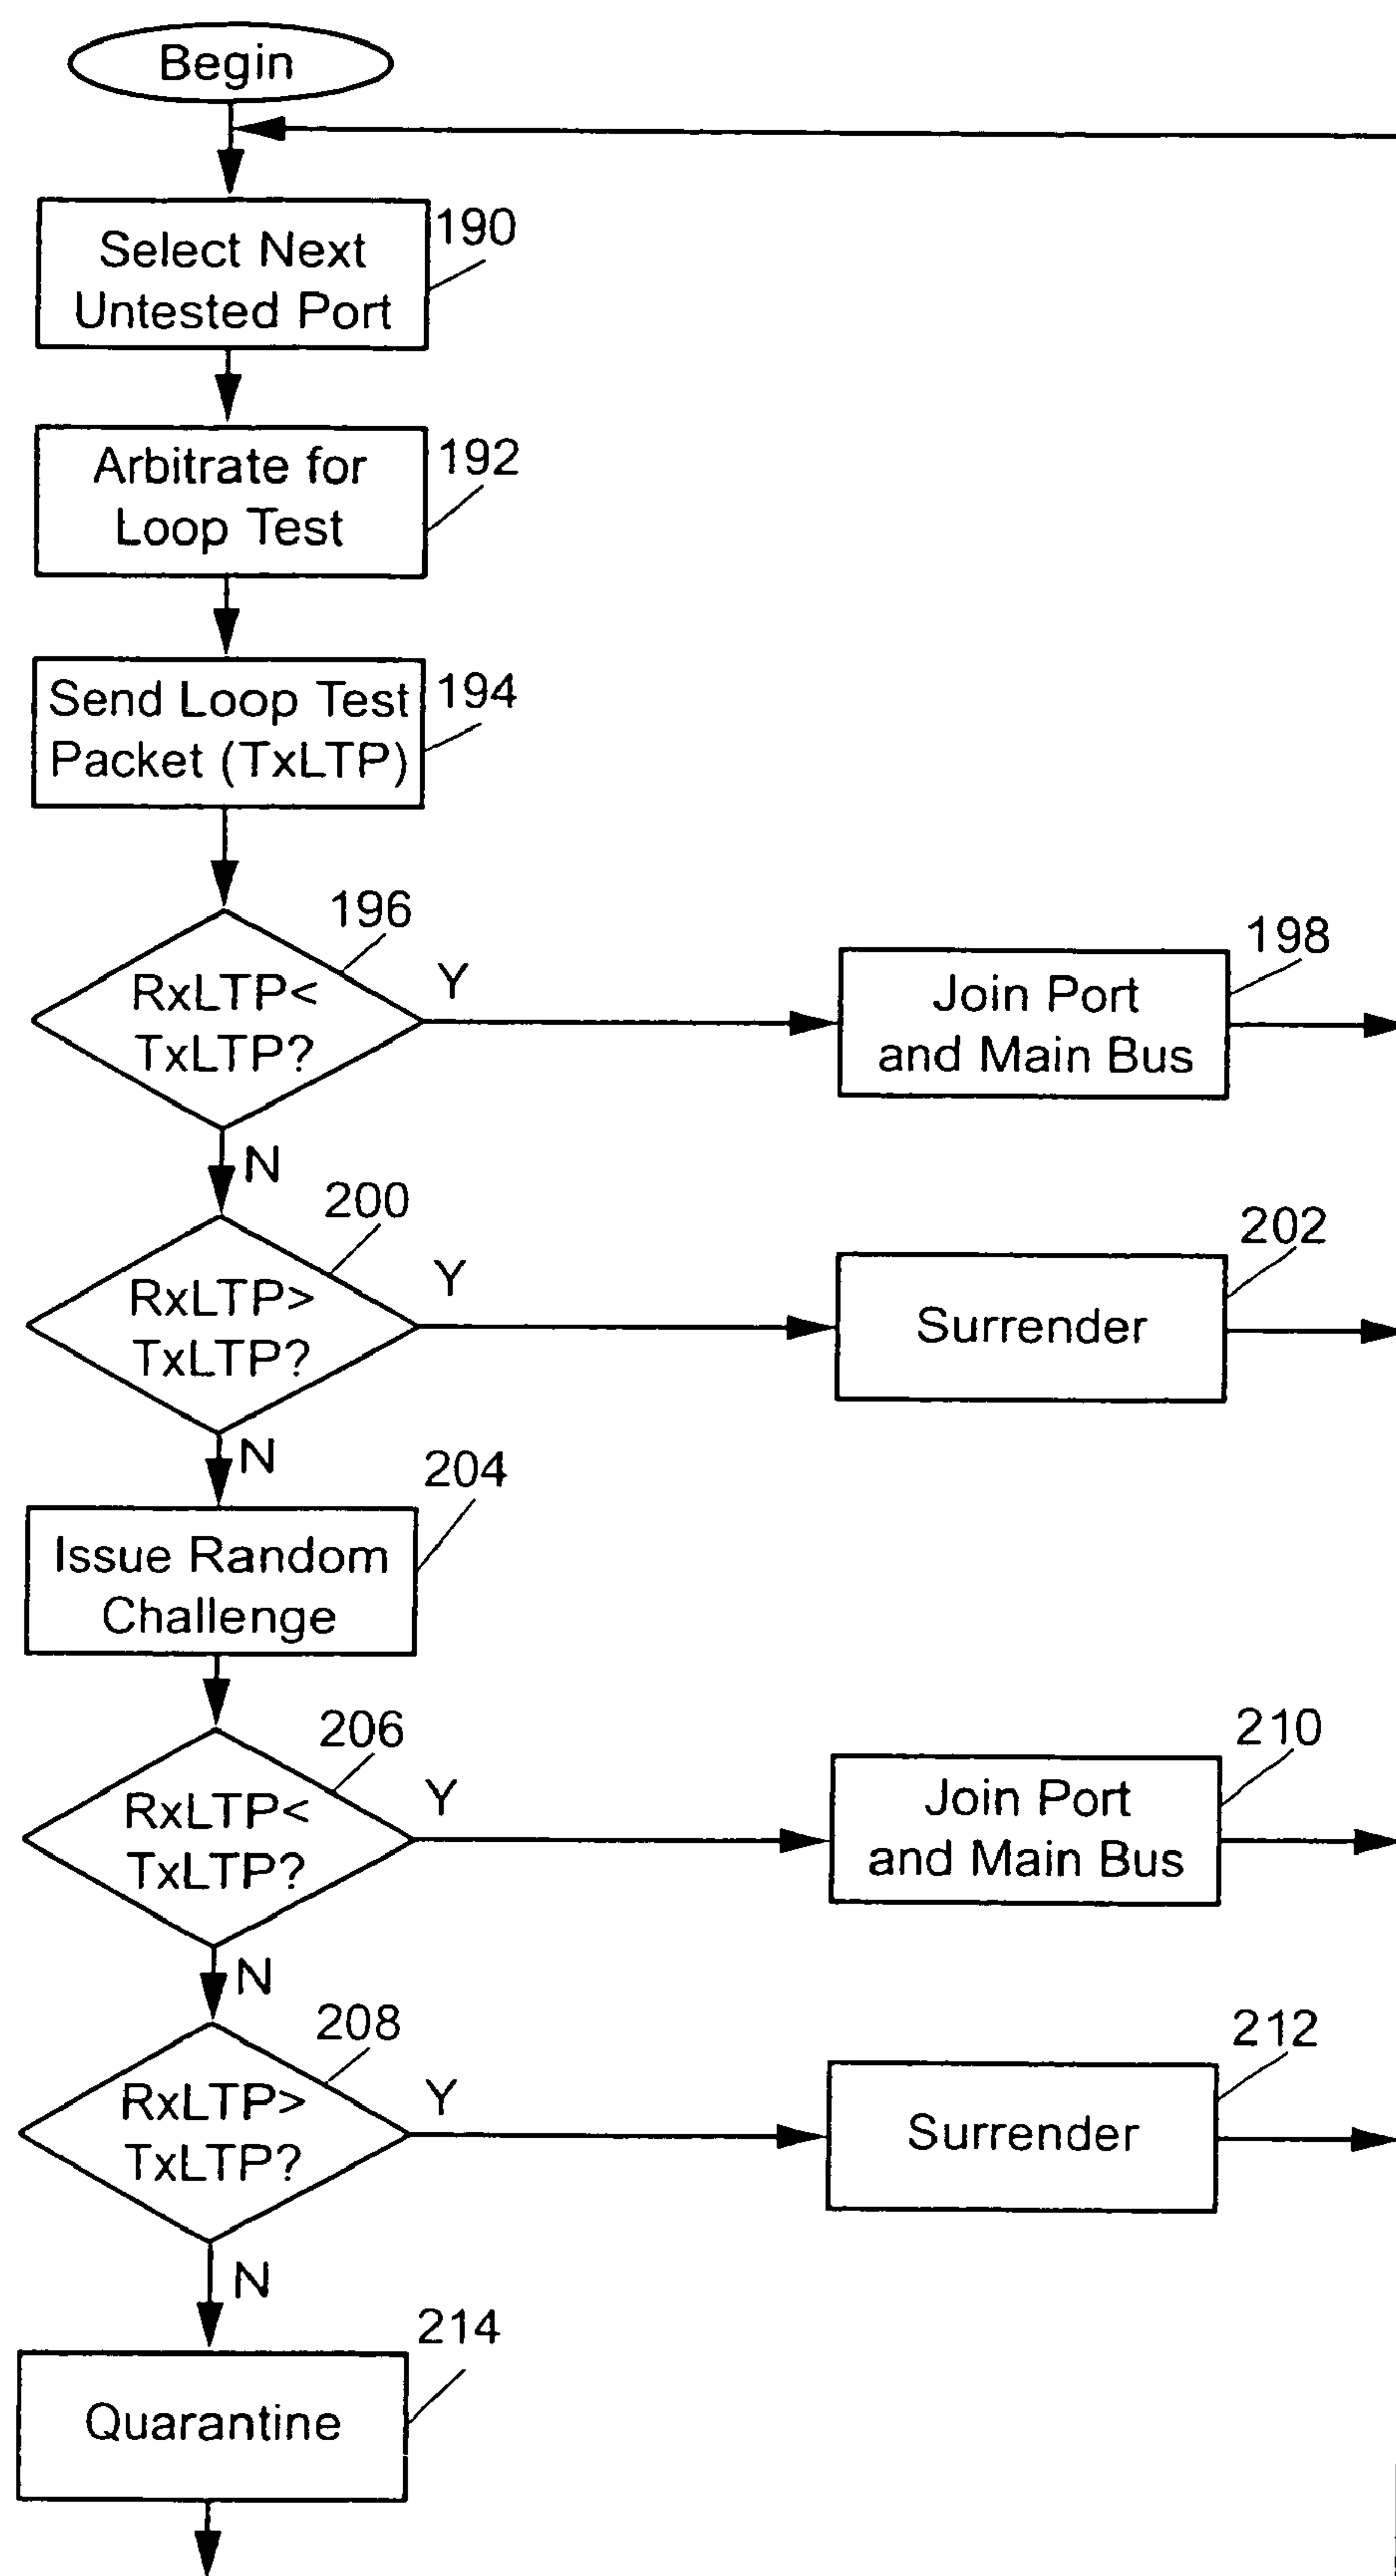 Begin
190
Select Next
Untested Port
192
Arbitrate for
Loop Test
194
Send Loop Test
Packet (TxLTP)
196
RxLTP<
TxLTP?
Y
198
Join Port
and Main Bus
N
200
RxLTP>
TxLTP?
Y
202
Surrender
N
204
Issue Random
Challenge
206
RxLTP<
TxLTP?
Y
210
Join Port
and Main Bus
N
208
RxLTP>
TxLTP?
Y
212
Surrender
N
214
Quarantine